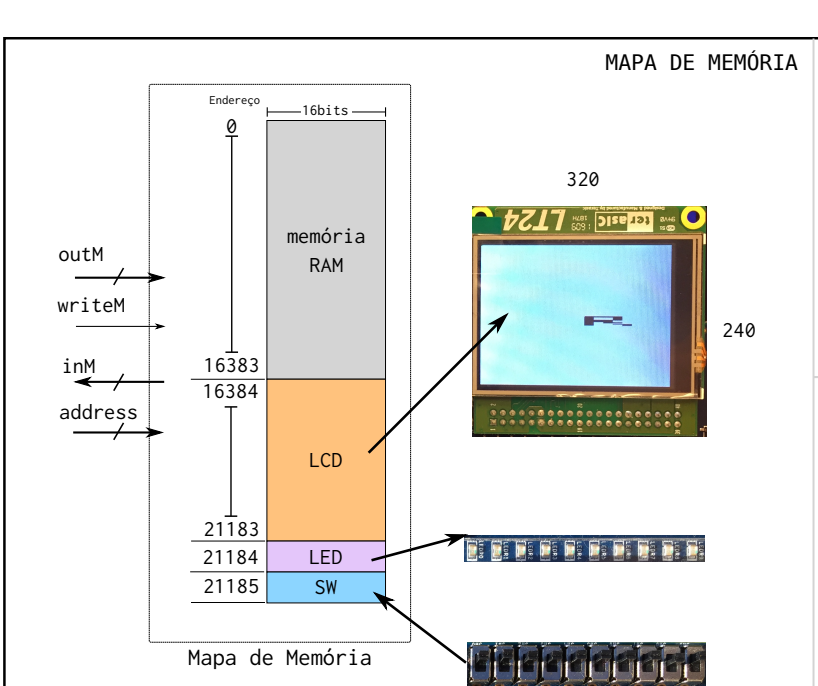 MAPA DE MEMÓRIA
Endereço
16bits
0
320
LT24
terasic
memória
RAM
outM
writeM
240
inM
16383
16384
address
LCD
21183
21184
LED
21185
SW
Mapa de Memória